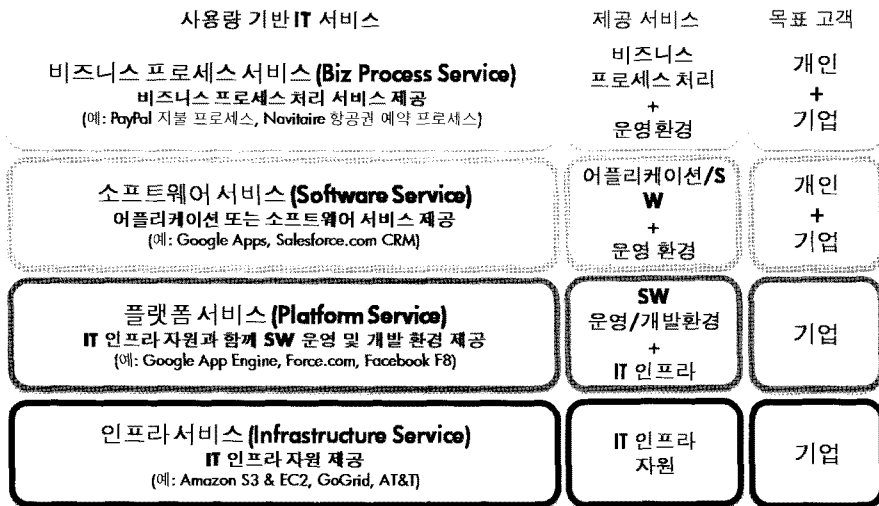 사용량 기반 IT 서비스
제공 서비스
목표 고객
비즈니스 프로세스 서비스 (Biz Process Service)
비즈니스 프로세스 처리 서비스 제공
(예: PayPal 지불 프로세스, Navitaire 항공권 예약 프로세스)
비즈니스
프로세스 처리
+
운영환경
개인
+
기업
소프트웨어 서비스 (Software Service)
어플리케이션 또는 소프트웨어 서비스 제공
(예: Google Apps, Salesforce.com CRM)
어플리케이션/S
W
+
운영 환경
개인
+
기업
플랫폼 서비스 (Platform Service)
IT 인프라 자원과 함께 SW 운영 및 개발 환경 제공
(예: Google App Engine, Force.com, Facebook F8)
SW
운영/개발환경
+
IT 인프라
기업
인프라 서비스 (Infrastructure Service)
IT 인프라 자원 제공
(예: Amazon S3 & EC2, GoGrid, AT&T)
IT 인프라
자원
기업